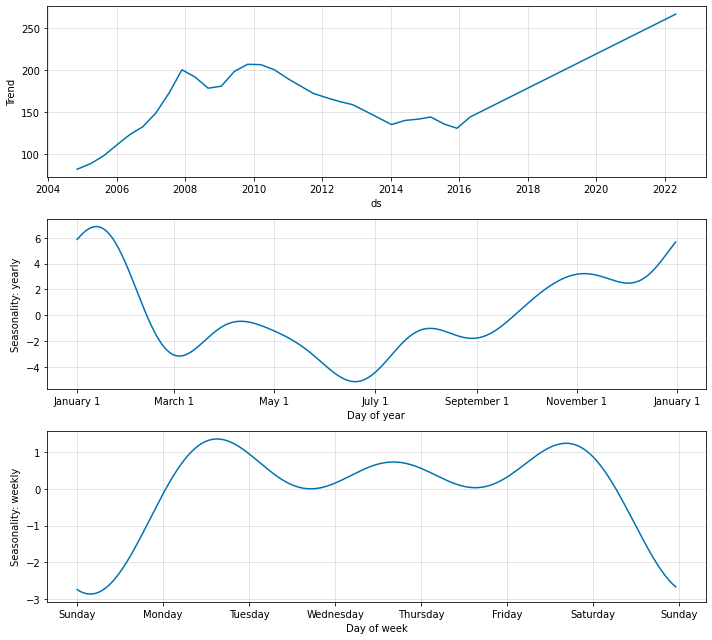 250
200
150
100
Trend
2004 2006 2008 2010 2012 2014 2016 2018 2020 2022
ds
6
4
2
0
−2
−4
Seasonality: yearly
January 1 March 1 May 1 July 1 September 1 November 1 January 1
Day of year
1
0
−1
−2
−3
Seasonality: weekly
Sunday Monday Tuesday Wednesday Thursday Friday Saturday Sunday
Day of week